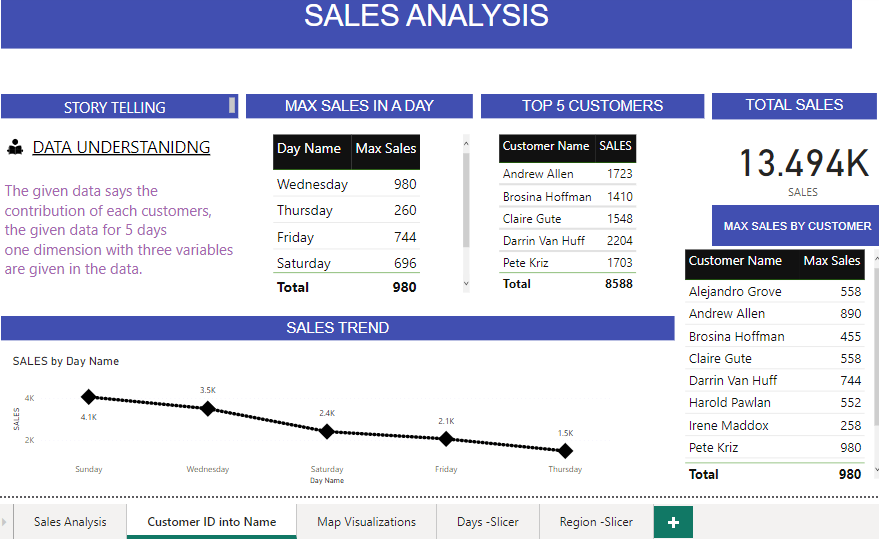 SALES ANALYSIS
STORY TELLING
DATA UNDERSTANIDNG
The given data says the
contribution of each customers,
the given data for 5 days
one dimension with three variables
are given in the data.
MAX SALES IN A DAY
Day Name Max Sales
Wednesday 980
Thursday 260
Friday 744
Saturday 696
Total 980
TOP 5 CUSTOMERS
Customer Name SALES
Andrew Allen 1723
Brosina Hoffman 1410
Claire Gute 1548
Darrin Van Huff 2204
Pete Kriz 1703
Total 8588
TOTAL SALES
13.494K
SALES
MAX SALES BY CUSTOMER
Customer Name Max Sales
Alejandro Grove 558
Andrew Allen 890
Brosina Hoffman 455
Claire Gute 558
Darrin Van Huff 744
Harold Pawlan 552
Irene Maddox 258
Pete Kriz 980
Total 980
SALES TREND
SALES by Day Name
SALES
4K
2K
4.1K
3.5K
2.4K
2.1K
1.5K
Sunday Wednesday Saturday Friday Thursday
Day Name
Sales Analysis Customer ID into Name Map Visualizations Days -Slicer Region -Slicer +